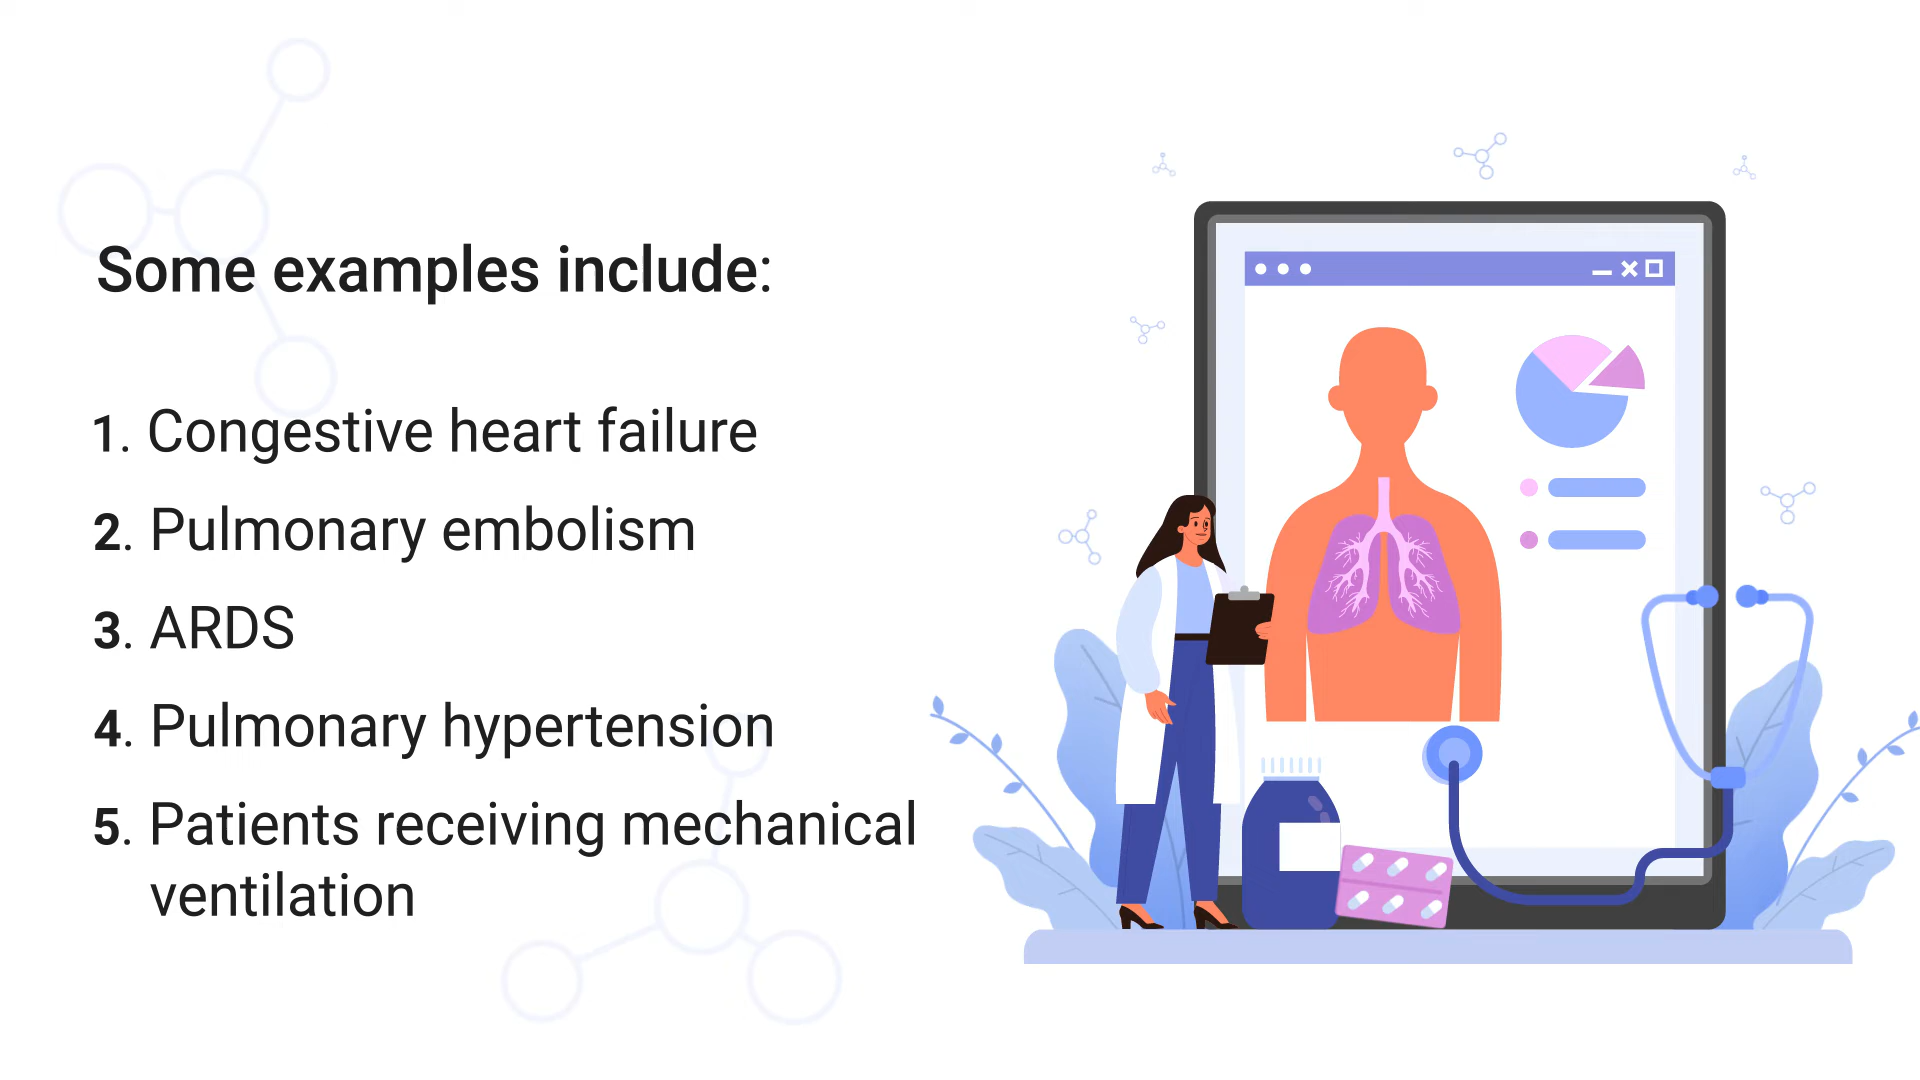 Some examples include:
1. Congestive heart failure
2. Pulmonary embolism
3. ARDS
4. Pulmonary hypertension
5. Patients receiving mechanical
ventilation